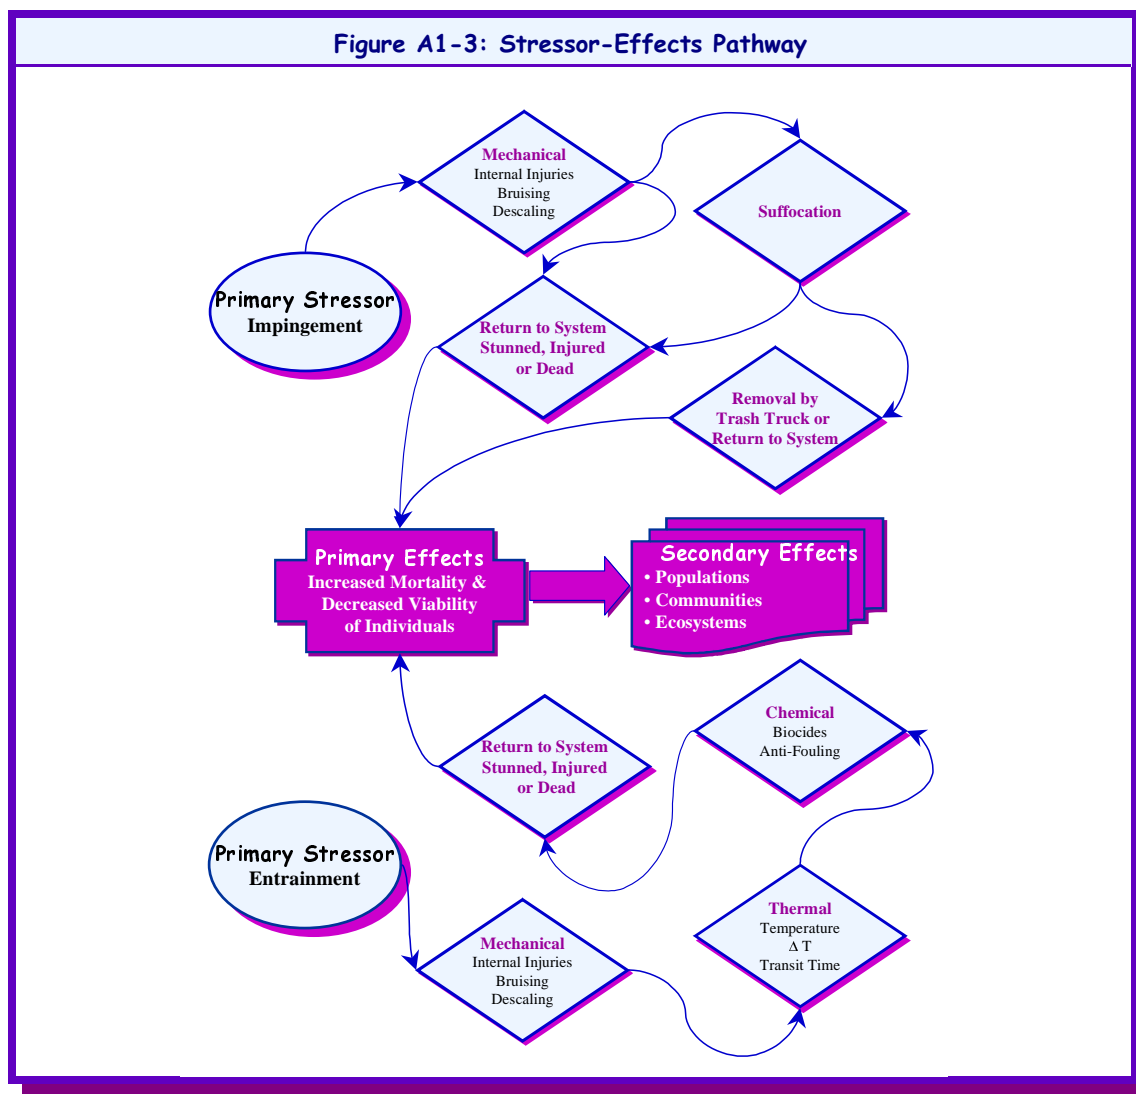 Figure A1-3: Stressor-Effects Pathway
Mechanical
Internal Injuries
Bruising
Descaling
Suffocation
Primary Stressor
Impingement
Return to System
Stunned, Injured
or Dead
Removal by
Trash Truck or
Return to System
Primary Effects
Increased Mortality &
Decreased Viability
of Individuals
Secondary Effects
• Populations
• Communities
• Ecosystems
Chemical
Biocides
Anti-Fouling
Return to System
Stunned, Injured
or Dead
Primary Stressor
Entrainment
Thermal
Temperature
Δ T
Transit Time
Mechanical
Internal Injuries
Bruising
Descaling